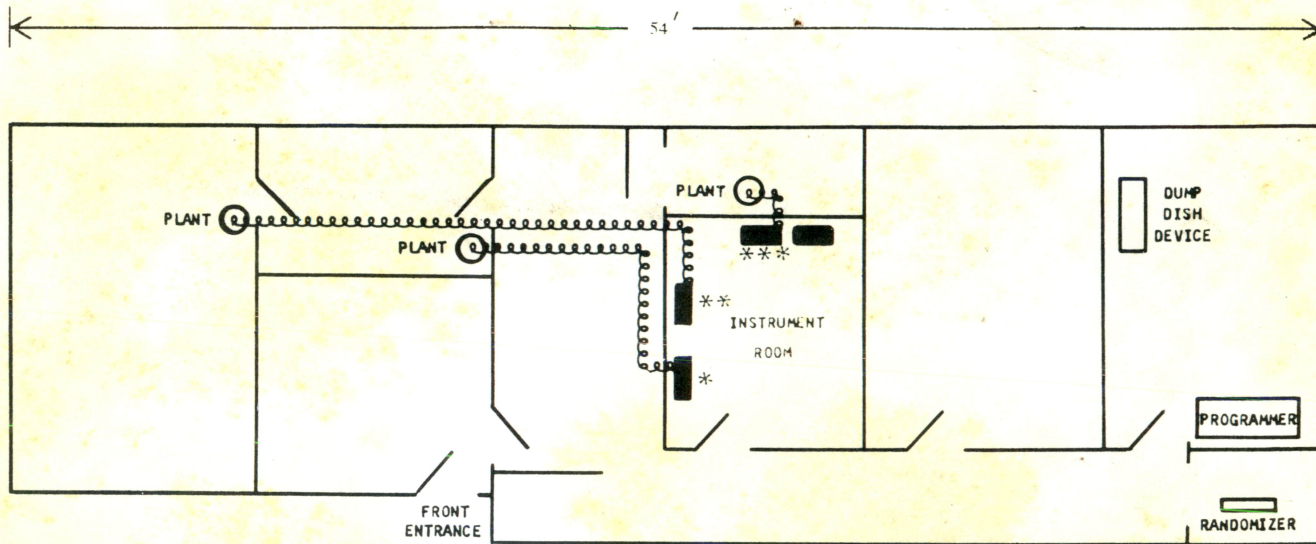 54'
PLANT
PLANT
PLANT
DUMP
DISH
DEVICE
***
**
INSTRUMENT
ROOM
*
PROGRAMMER
FRONT
ENTRANCE
RANDOMIZER